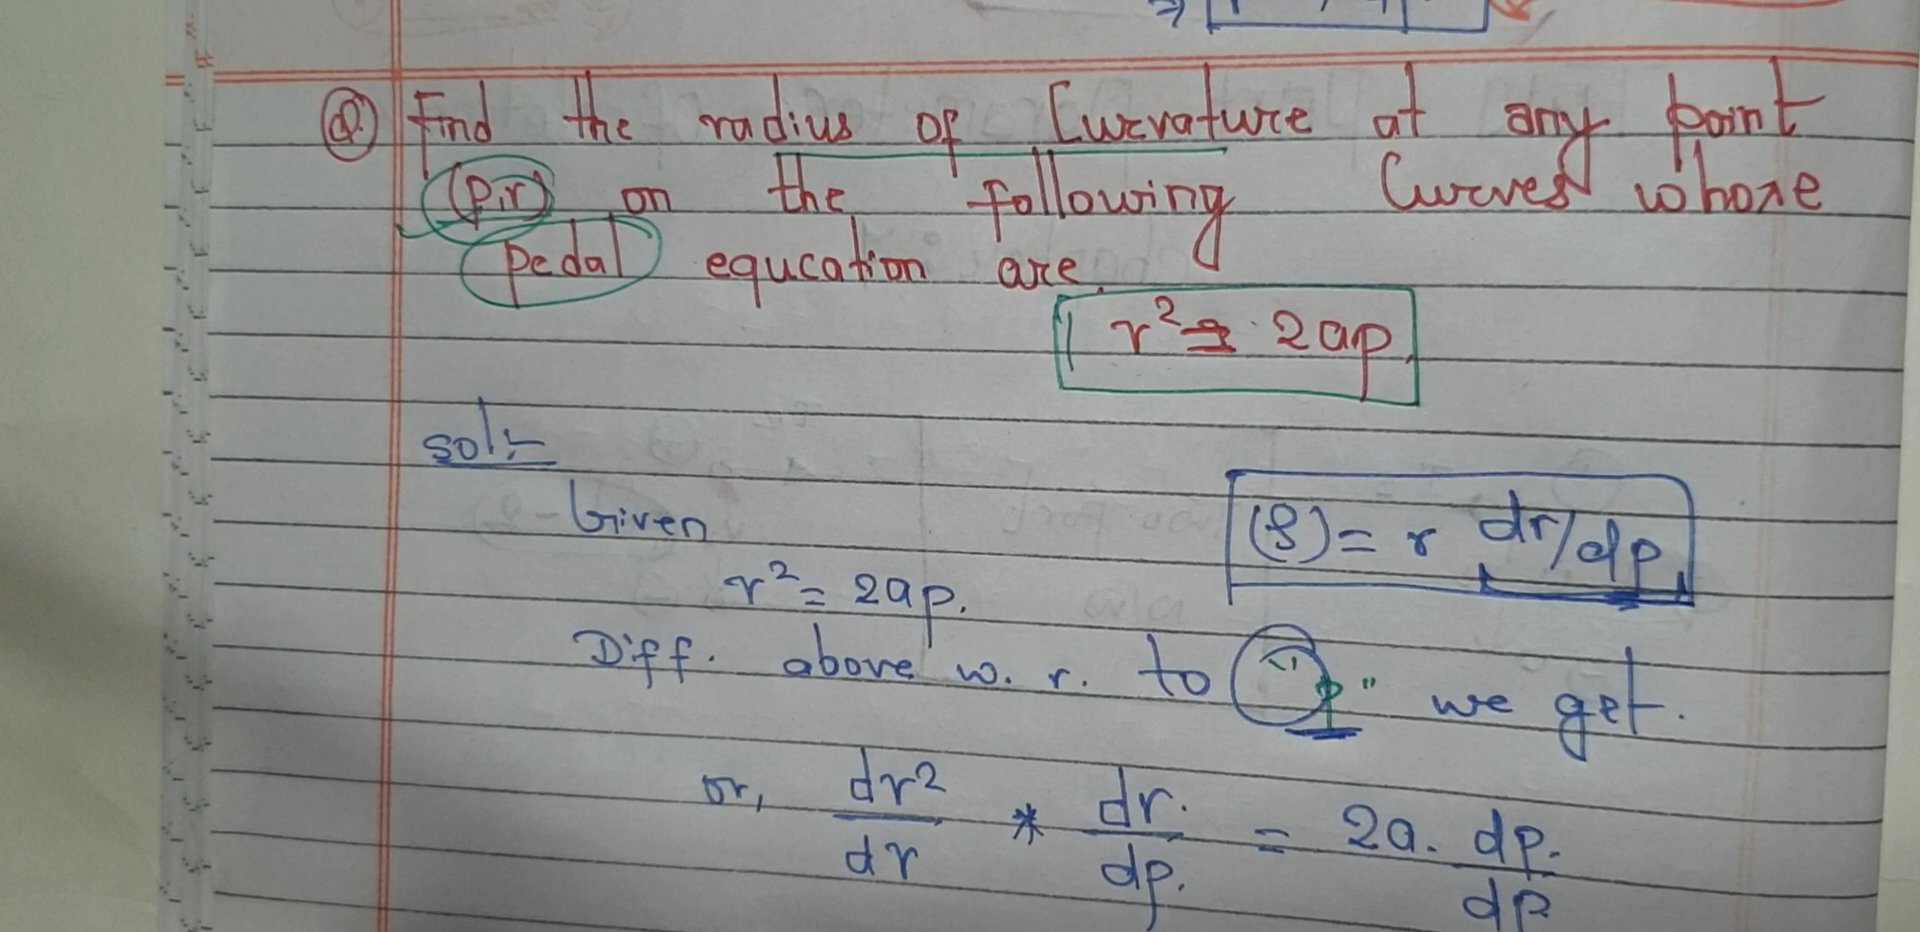 Q. Find the radius of Curvature at any point
(p,r) on the following Curves whose
pedal equcation are.
r² = 2ap.
sol:-
Given
(ρ) = r dr/dp
r² = 2ap.
Diff. above w. r. to "p" we get.
or, dr²/dr * dr./dp. = 2a. dp./dp